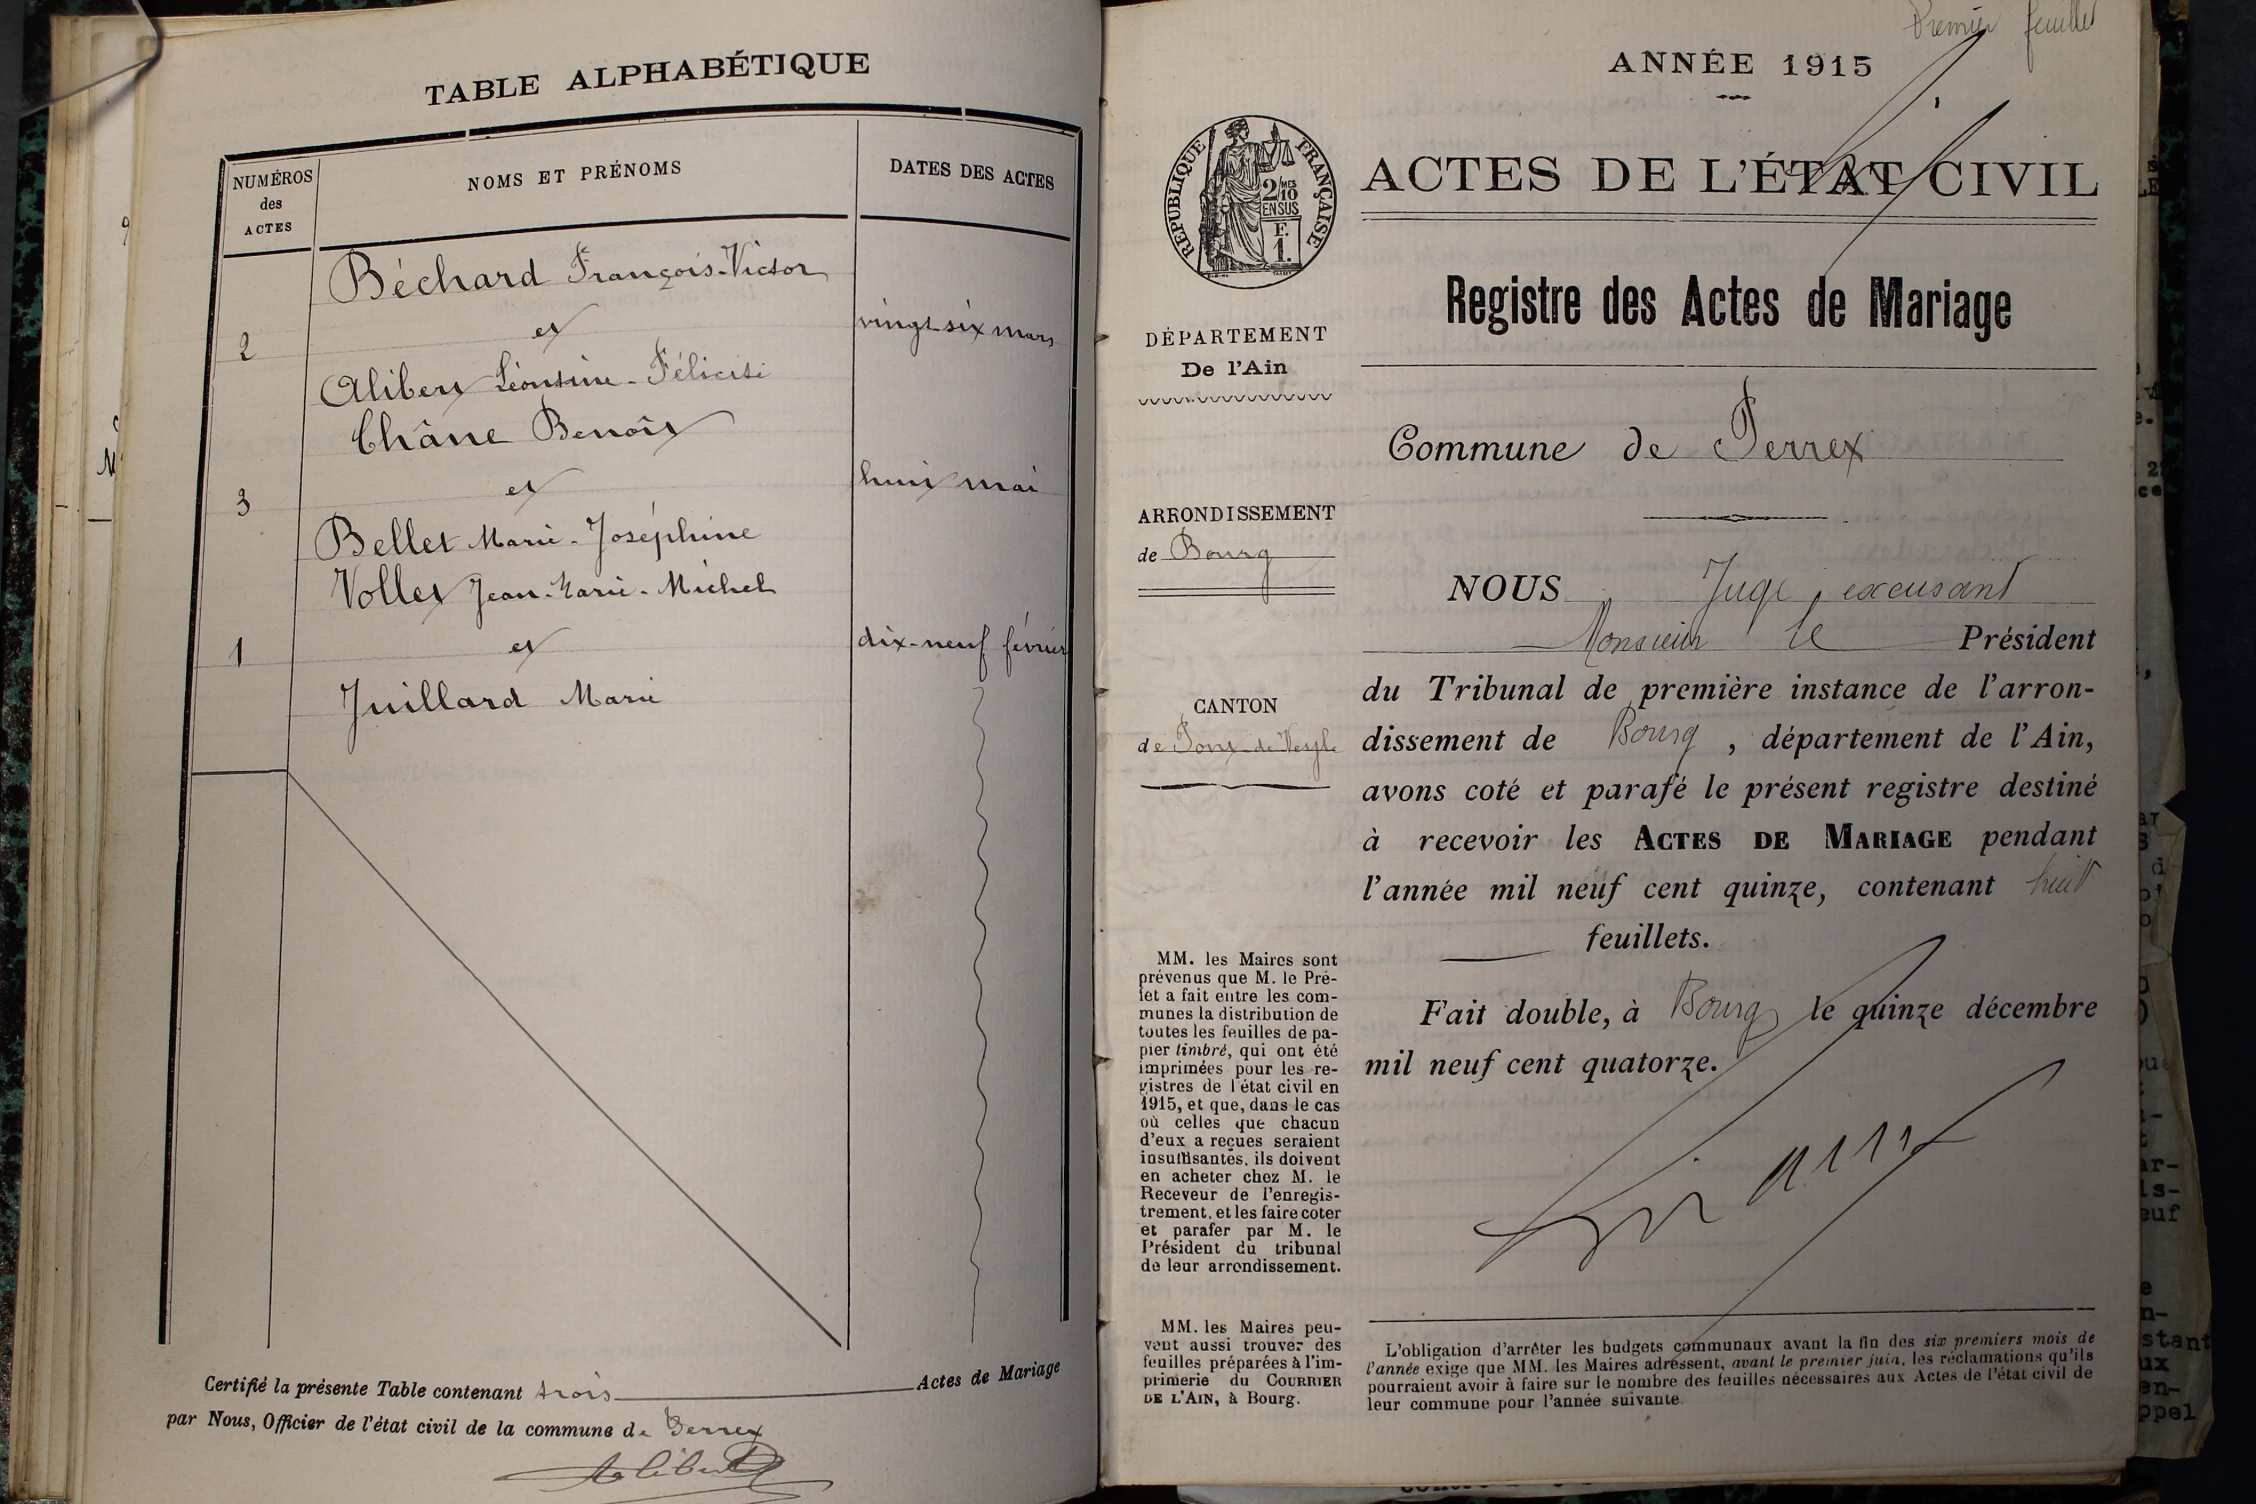 TABLE ALPHABÉTIQUE
NUMÉROS
des
ACTES
NOMS ET PRÉNOMS
DATES DES ACTES
Béchard François-Victor
et
2
vingt-six mars
Alibert Léontine-Félicité
Châne Benoît
et
3
huit mai
Bellet Marie-Joséphine
Vollet Jean-Marie-Michel
et
1
dix-neuf février
Juillard Marie
Certifié la présente Table contenant trois Actes de Mariage
par Nous, Officier de l'état civil de la commune de Perrex
Alibert
Premier feuillet
ANNÉE 1915
RÉPUBLIQUE FRANÇAISE
2/10
MES
EN SUS
F.
1.
ACTES DE L'ÉTAT CIVIL
Registre des Actes de Mariage
DÉPARTEMENT
De l'Ain
Commune de Perrex
ARRONDISSEMENT
de Bourg
CANTON
de Pont-de-Veyle
NOUS Juge, excusant
Monsieur le Président
du Tribunal de première instance de l'arron-
dissement de Bourg, département de l'Ain,
avons coté et parafé le présent registre destiné
à recevoir les ACTES DE MARIAGE pendant
l'année mil neuf cent quinze, contenant huit
feuillets.
Fait double, à Bourg le quinze décembre
mil neuf cent quatorze.
MM. les Maires sont
prévenus que M. le Pré-
fet a fait entre les com-
munes la distribution de
toutes les feuilles de pa-
pier timbré, qui ont été
imprimées pour les re-
gistres de l'état civil en
1915, et que, dans le cas
où celles que chacun
d'eux a reçues seraient
insuffisantes, ils doivent
en acheter chez M. le
Receveur de l'enregis-
trement, et les faire coter
et parafer par M. le
Président du tribunal
de leur arrondissement.
MM. les Maires peu-
vent aussi trouver des
feuilles préparées à l'im-
primerie du COURRIER
DE L'AIN, à Bourg.
L'obligation d'arrêter les budgets communaux avant la fin des six premiers mois de
l'année exige que MM. les Maires adressent, avant le premier juin, les réclamations qu'ils
pourraient avoir à faire sur le nombre des feuilles nécessaires aux Actes de l'état civil de
leur commune pour l'année suivante.